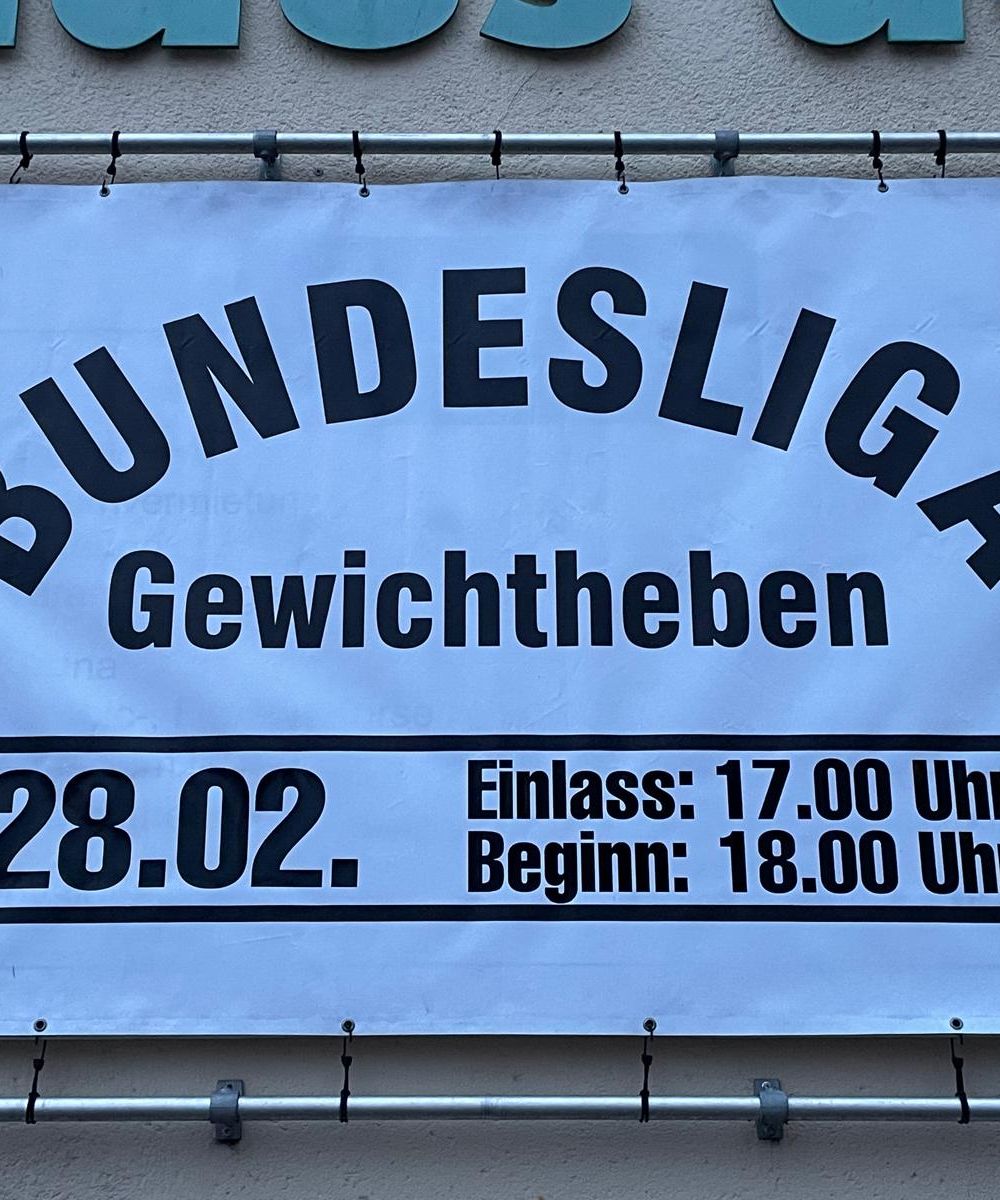 BUNDESLIGA
Gewichtheben
28.02.
Einlass: 17.00 Uhr
Beginn: 18.00 Uhr